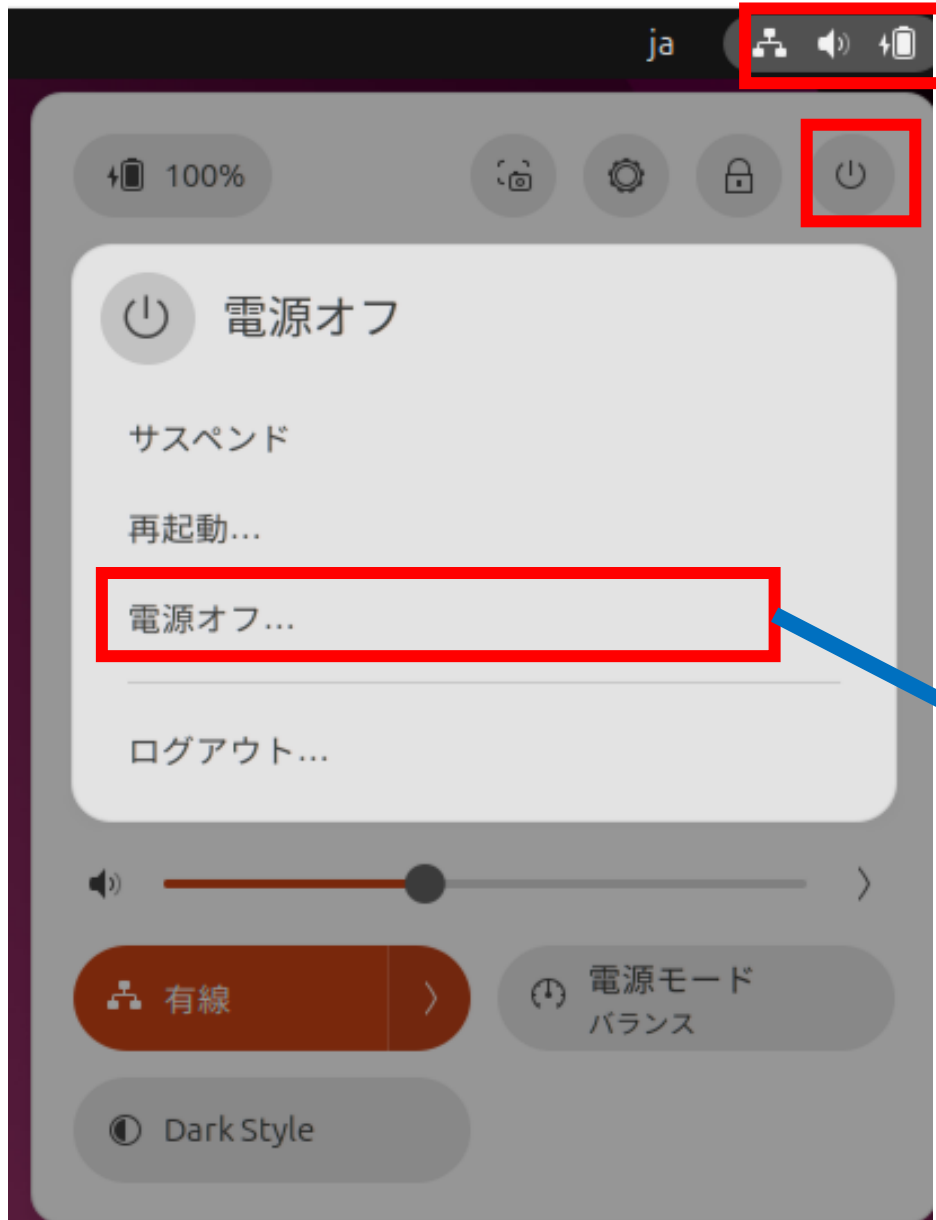 ja
100%
電源オフ
サスペンド
再起動...
電源オフ...
ログアウト...
有線
電源モード
バランス
Dark Style